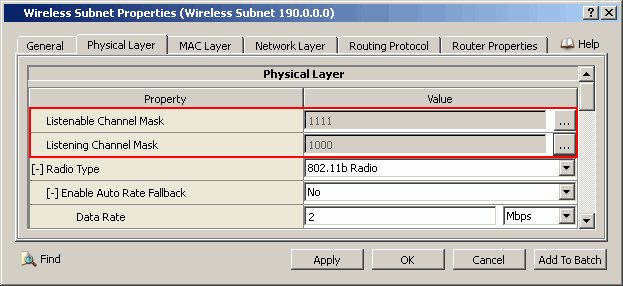 Wireless Subnet Properties (Wireless Subnet 190.0.0.0)
General Physical Layer MAC Layer Network Layer Routing Protocol Router Properties Help
Physical Layer
Property Value
Listenable Channel Mask 1111 ...
Listening Channel Mask 1000 ...
[-] Radio Type 802.11b Radio
[-] Enable Auto Rate Fallback No
Data Rate 2 Mbps
Find Apply OK Cancel Add To Batch